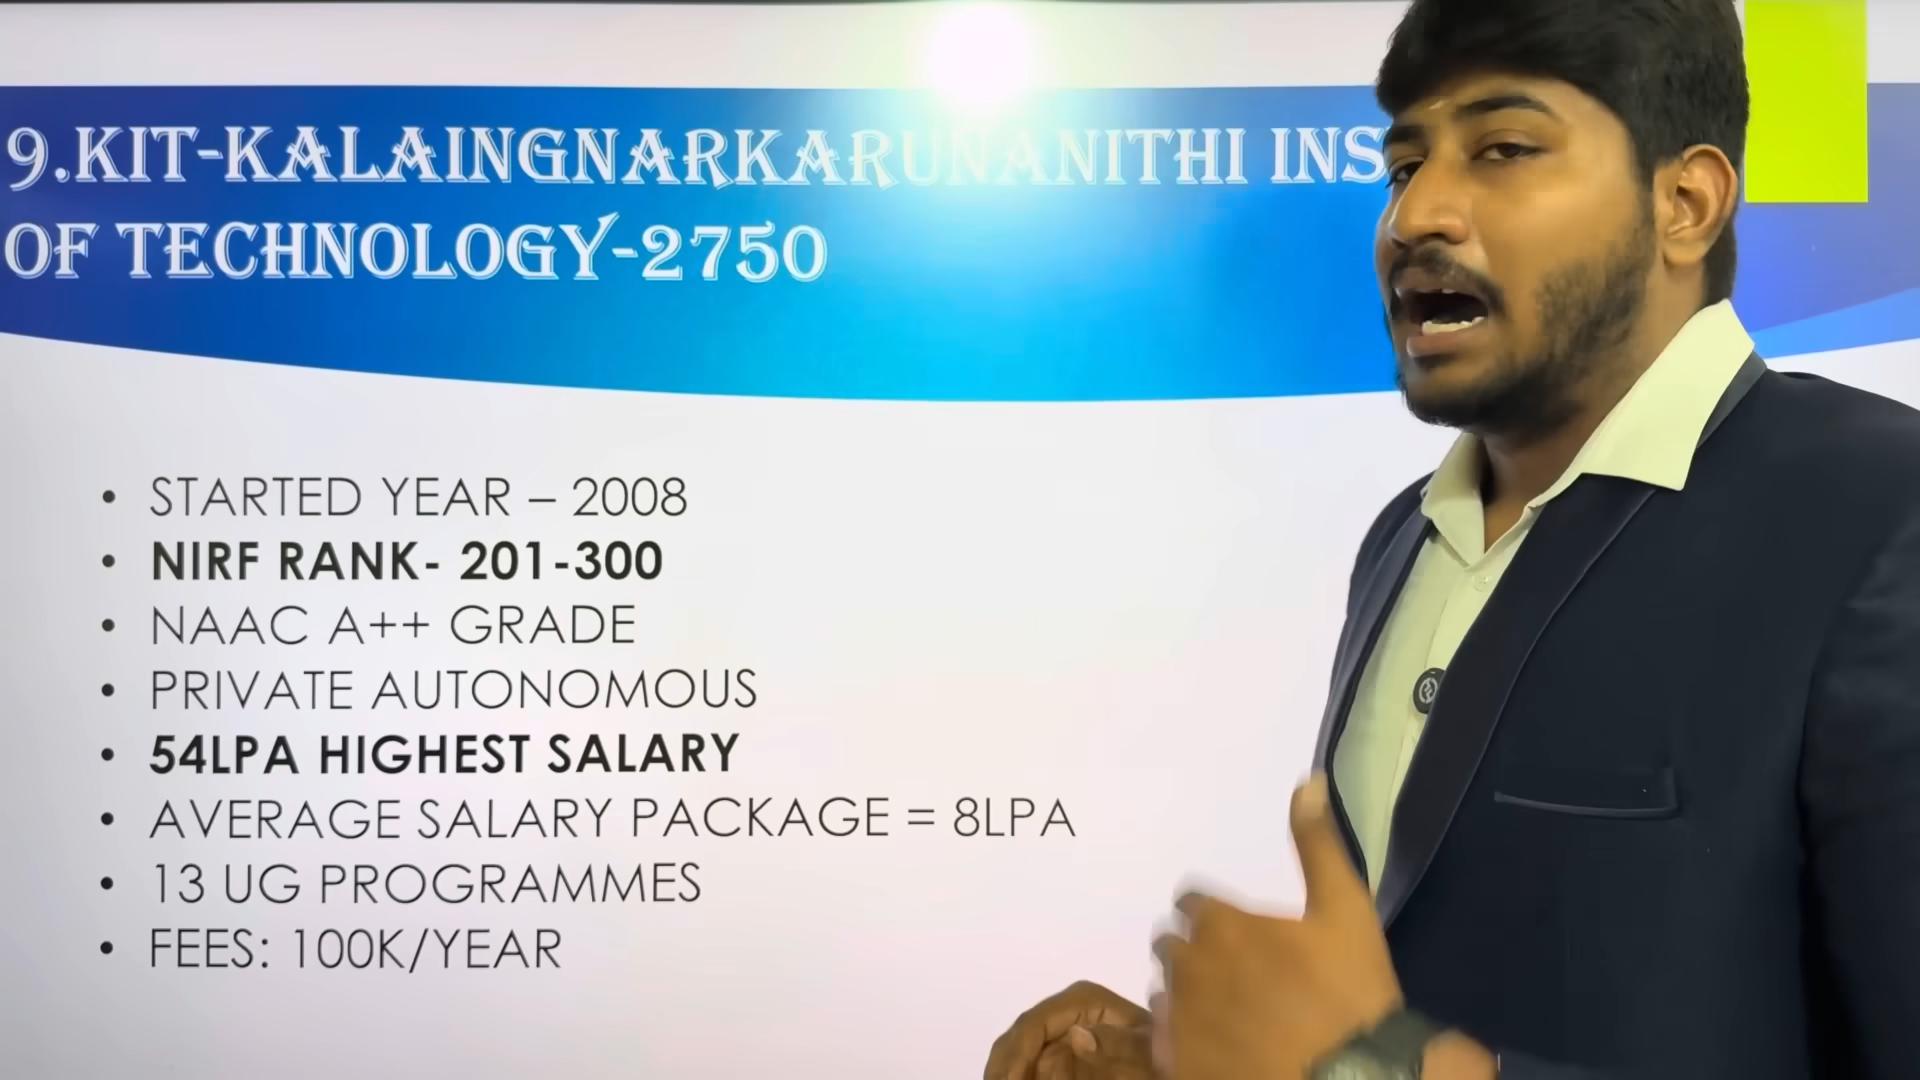 9.KIT-KALAINGNARKARUNANITHI
OF TECHNOLOGY-2750
• STARTED YEAR – 2008
• NIRF RANK- 201-300
• NAAC A++ GRADE
• PRIVATE AUTONOMOUS
• 54LPA HIGHEST SALARY
• AVERAGE SALARY PACKAGE = 8LPA
• 13 UG PROGRAMMES
• FEES: 100K/YEAR